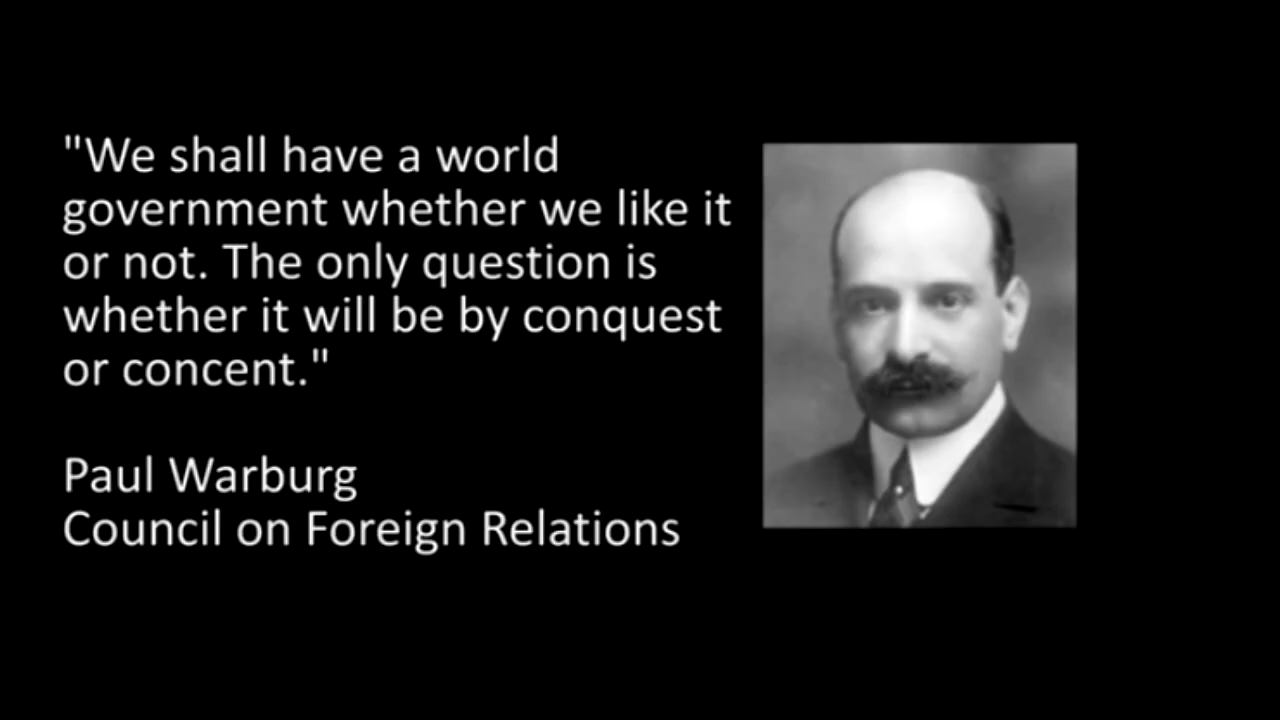 "We shall have a world
government whether we like it
or not. The only question is
whether it will be by conquest
or concent."
Paul Warburg
Council on Foreign Relations